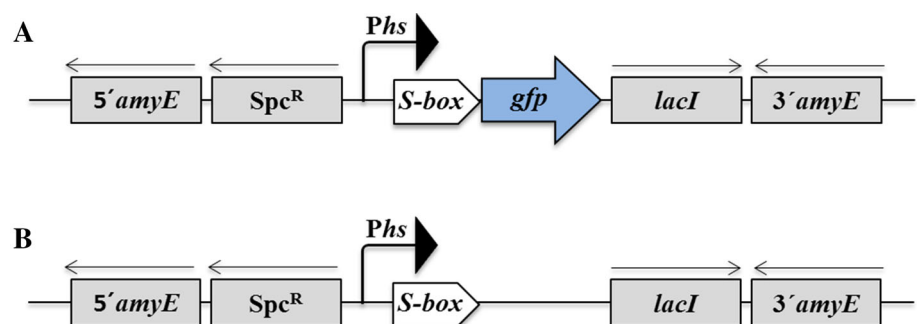 A
Phs
5´amyE SpcR S-box gfp lacI 3´amyE
B
Phs
5´amyE SpcR S-box lacI 3´amyE